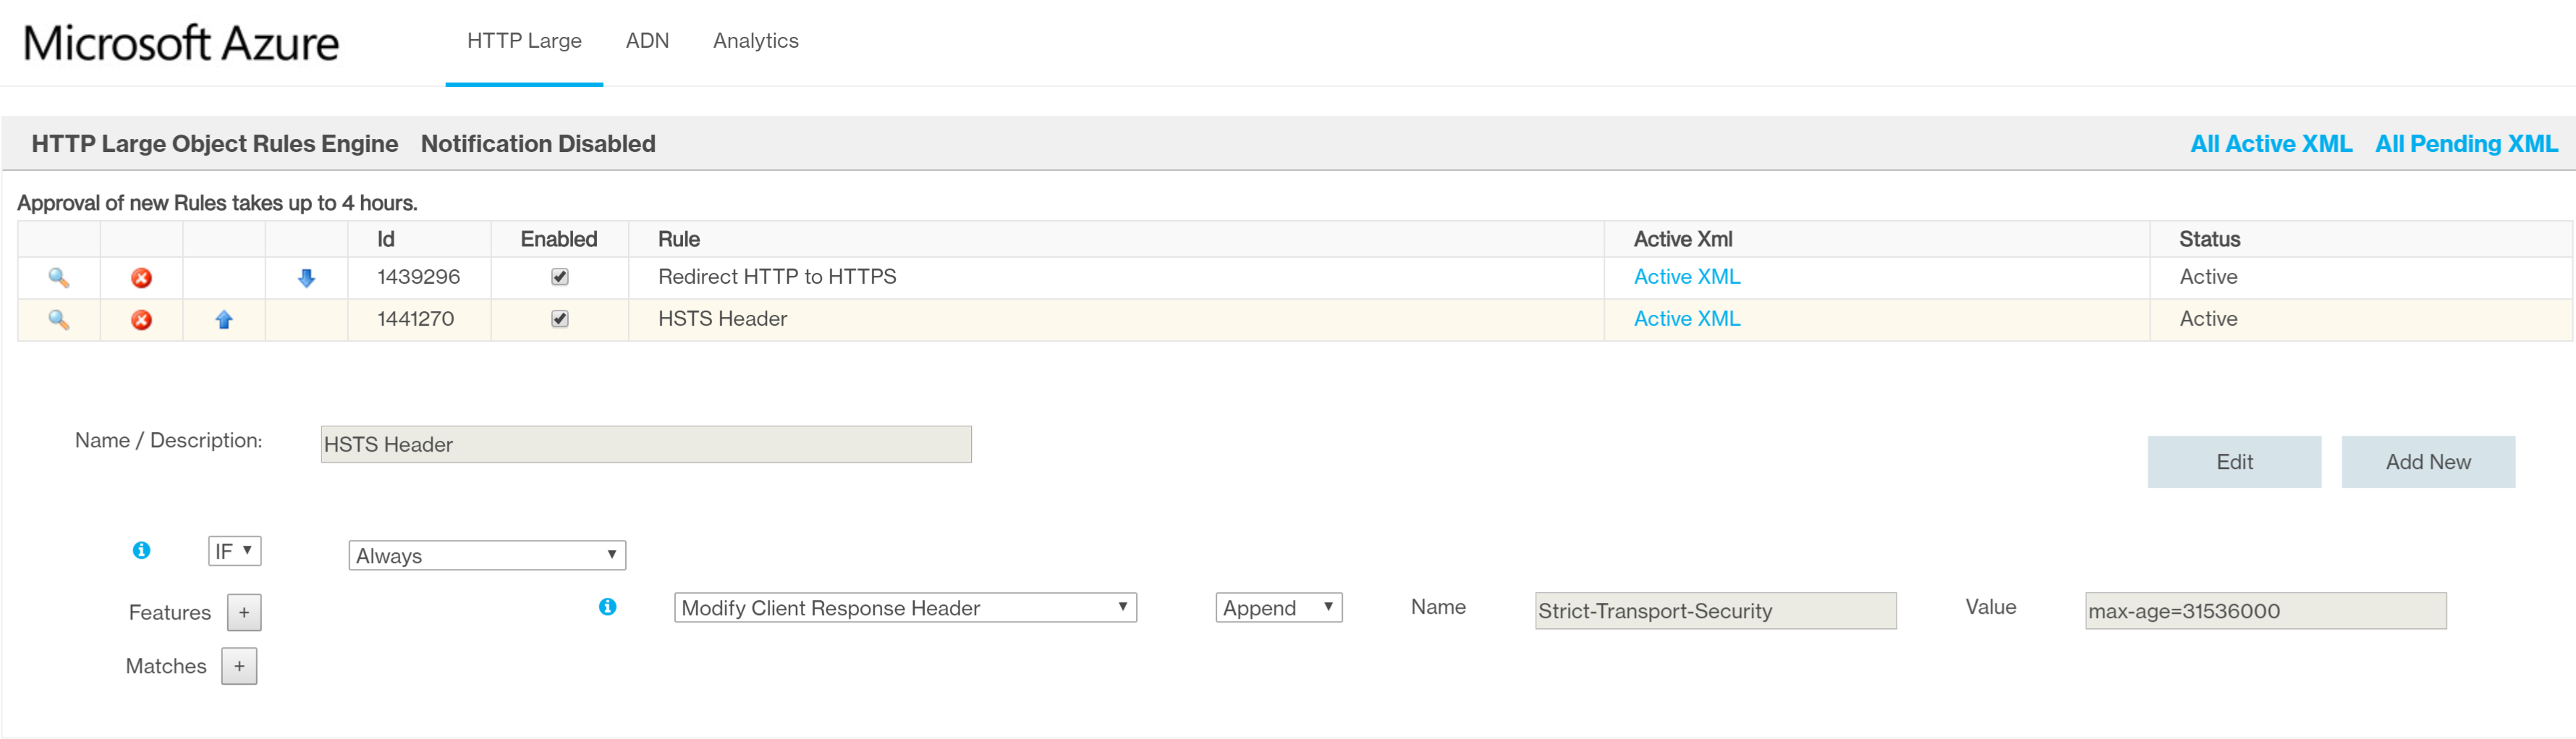 Microsoft Azure HTTP Large ADN Analytics
HTTP Large Object Rules Engine Notification Disabled All Active XML All Pending XML
Approval of new Rules takes up to 4 hours.
Id Enabled Rule Active Xml Status
1439296 Redirect HTTP to HTTPS Active XML Active
1441270 HSTS Header Active XML Active
Name / Description: HSTS Header
Edit Add New
IF Always
Features + Modify Client Response Header Append Name Strict-Transport-Security Value max-age=31536000
Matches +